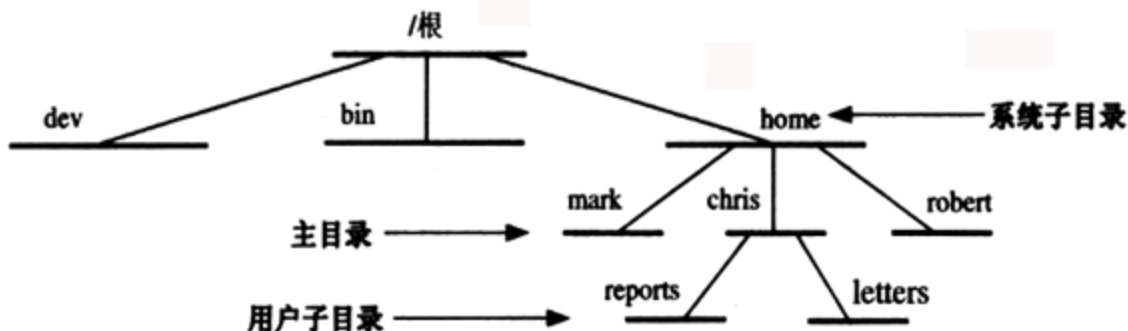 /根
dev
bin
home
系统子目录
mark
chris
robert
主目录
reports
letters
用户子目录